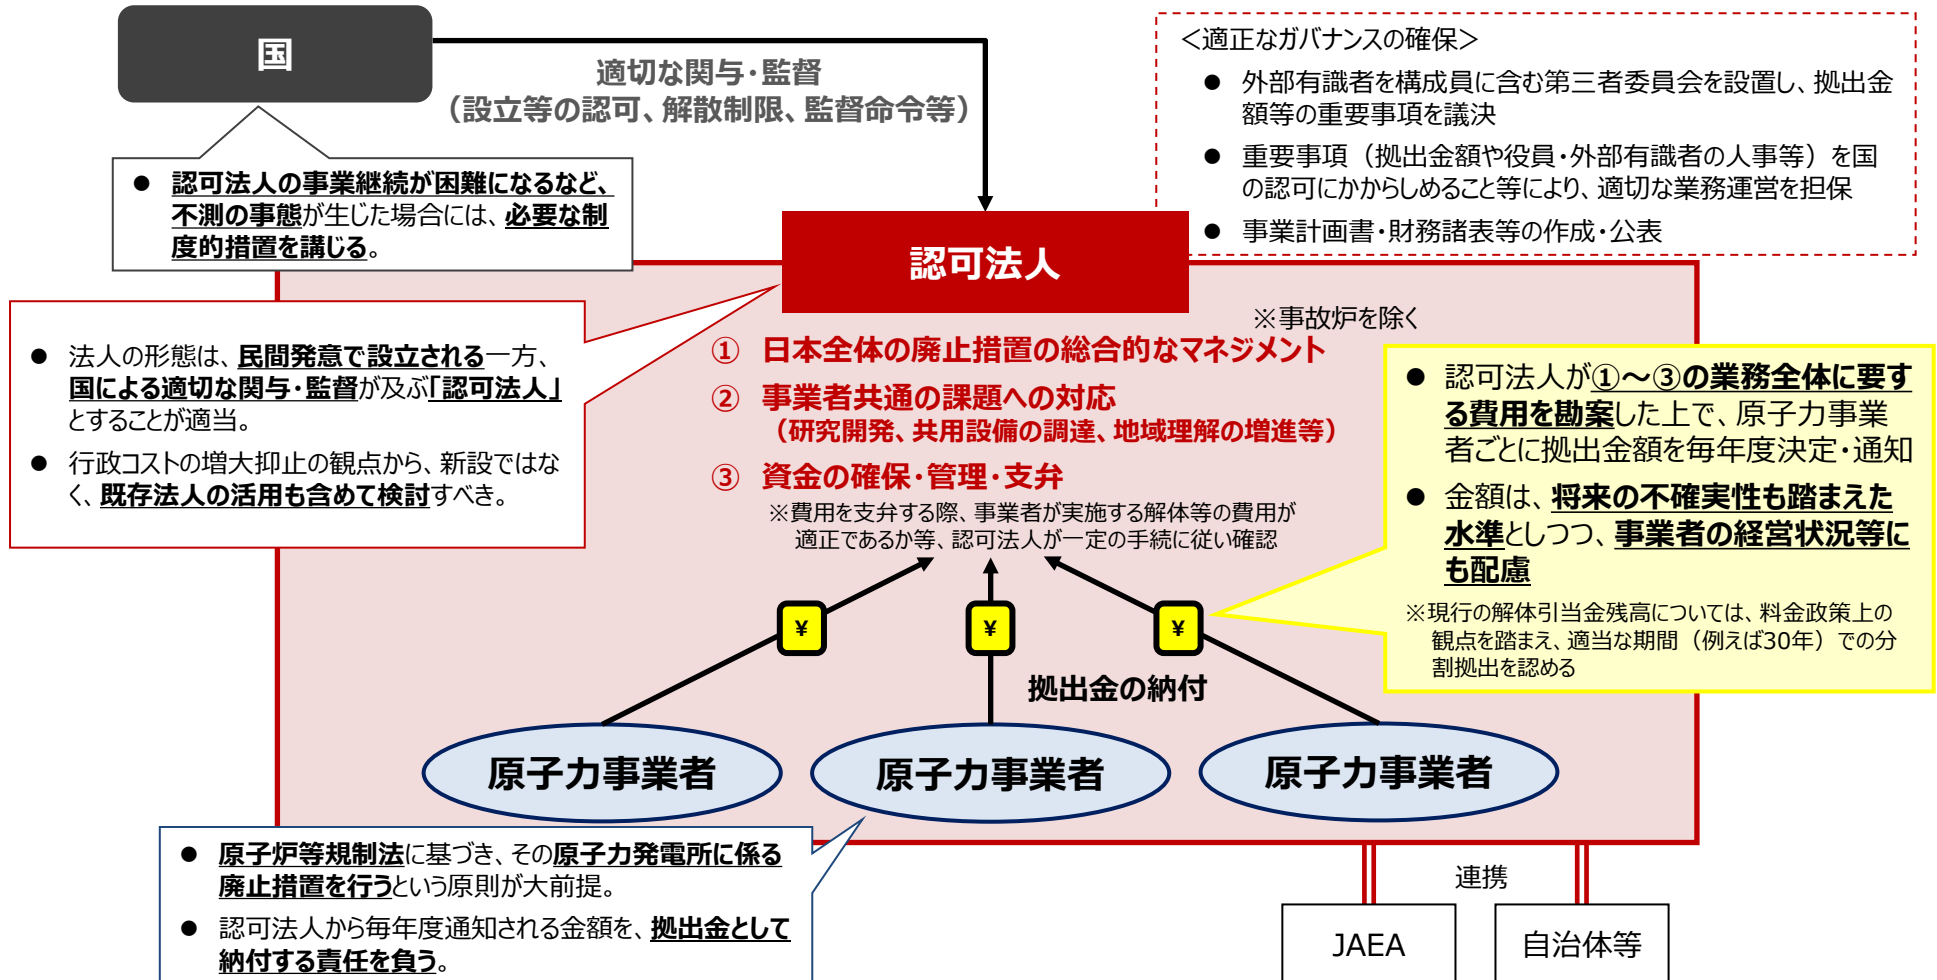 国
適切な関与・監督
（設立等の認可、解散制限、監督命令等）
＜適正なガバナンスの確保＞
● 外部有識者を構成員に含む第三者委員会を設置し、拠出金
額等の重要事項を議決
● 重要事項（拠出金額や役員・外部有識者の人事等）を国
の認可にかからしめること等により、適切な業務運営を担保
● 事業計画書・財務諸表等の作成・公表
● 認可法人の事業継続が困難になるなど、
不測の事態が生じた場合には、必要な制
度的措置を講じる。
認可法人
※事故炉を除く
● 法人の形態は、民間発意で設立される一方、
国による適切な関与・監督が及ぶ「認可法人」
とすることが適当。
● 行政コストの増大抑止の観点から、新設ではな
く、既存法人の活用も含めて検討すべき。
① 日本全体の廃止措置の総合的なマネジメント
② 事業者共通の課題への対応
（研究開発、共用設備の調達、地域理解の増進等）
③ 資金の確保・管理・支弁
※費用を支弁する際、事業者が実施する解体等の費用が
適正であるか等、認可法人が一定の手続に従い確認
● 認可法人が①～③の業務全体に要す
る費用を勘案した上で、原子力事業
者ごとに拠出金額を毎年度決定・通知
● 金額は、将来の不確実性も踏まえた
水準としつつ、事業者の経営状況等に
も配慮
※現行の解体引当金残高については、料金政策上の
観点を踏まえ、適当な期間（例えば30年）での分
割拠出を認める
¥
¥
¥
拠出金の納付
原子力事業者
原子力事業者
原子力事業者
● 原子炉等規制法に基づき、その原子力発電所に係る
廃止措置を行うという原則が大前提。
● 認可法人から毎年度通知される金額を、拠出金として
納付する責任を負う。
連携
JAEA
自治体等